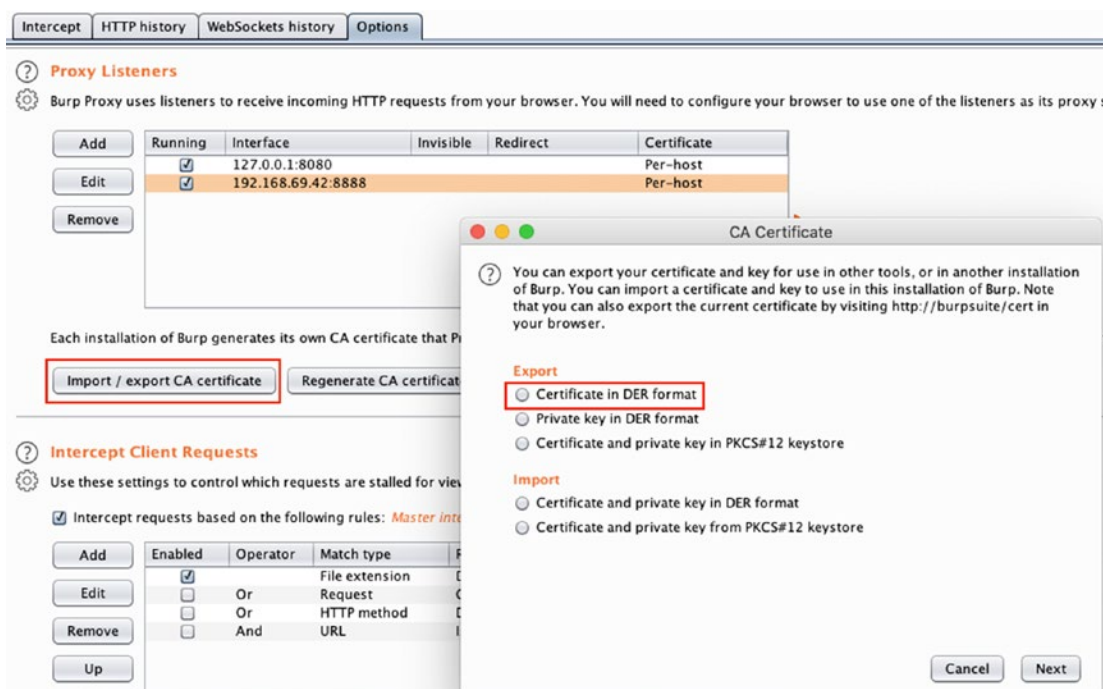 Intercept HTTP history WebSockets history Options
Proxy Listeners
Burp Proxy uses listeners to receive incoming HTTP requests from your browser. You will need to configure your browser to use one of the listeners as its proxy
Add Running Interface Invisible Redirect Certificate
127.0.0.1:8080 Per-host
Edit 192.168.69.42:8888 Per-host
Remove
Each installation of Burp generates its own CA certificate that
Import / export CA certificate Regenerate CA
Intercept Client Requests
Use these settings to control which requests are stalled for
Intercept requests based on the following rules: Master
Add Enabled Operator Match type
File extension
Edit Or Request
Or HTTP method
Remove And URL
Up
CA Certificate
You can export your certificate and key for use in other tools, or in another installation
of Burp. You can import a certificate and key to use in this installation of Burp. Note
that you can also export the current certificate by visiting http://burpsuite/cert in
your browser.
Export
Certificate in DER format
Private key in DER format
Certificate and private key in PKCS#12 keystore
Import
Certificate and private key in DER format
Certificate and private key from PKCS#12 keystore
Cancel Next